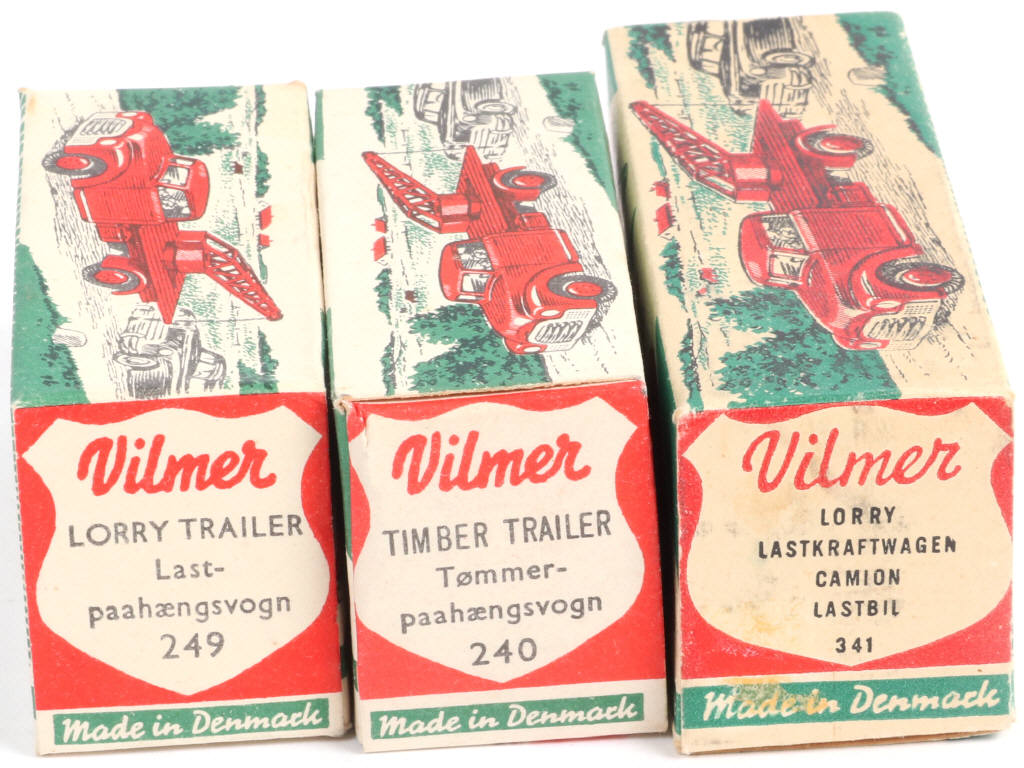 Vilmer
LORRY TRAILER
Last-
paahængsvogn
249
Made in Denmark
Vilmer
TIMBER TRAILER
Tømmer-
paahængsvogn
240
Made in Denmark
Vilmer
LORRY
LASTKRAFTWAGEN
CAMION
LASTBIL
341
Made in Denmark